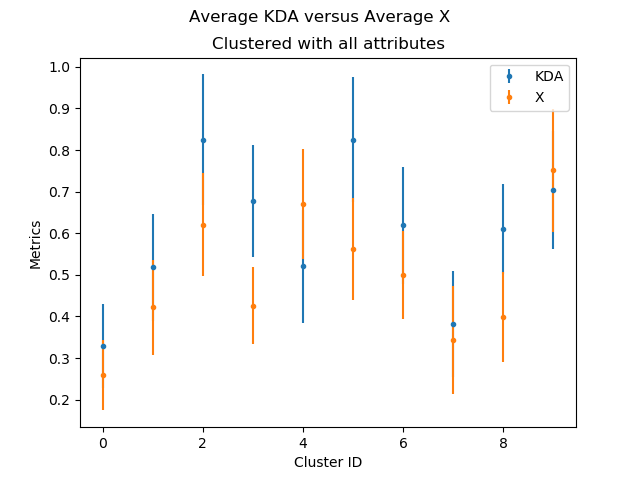 Average KDA versus Average X
Clustered with all attributes
KDA
X
1.0
0.9
0.8
0.7
0.6
0.5
0.4
0.3
0.2
Metrics
0 2 4 6 8
Cluster ID